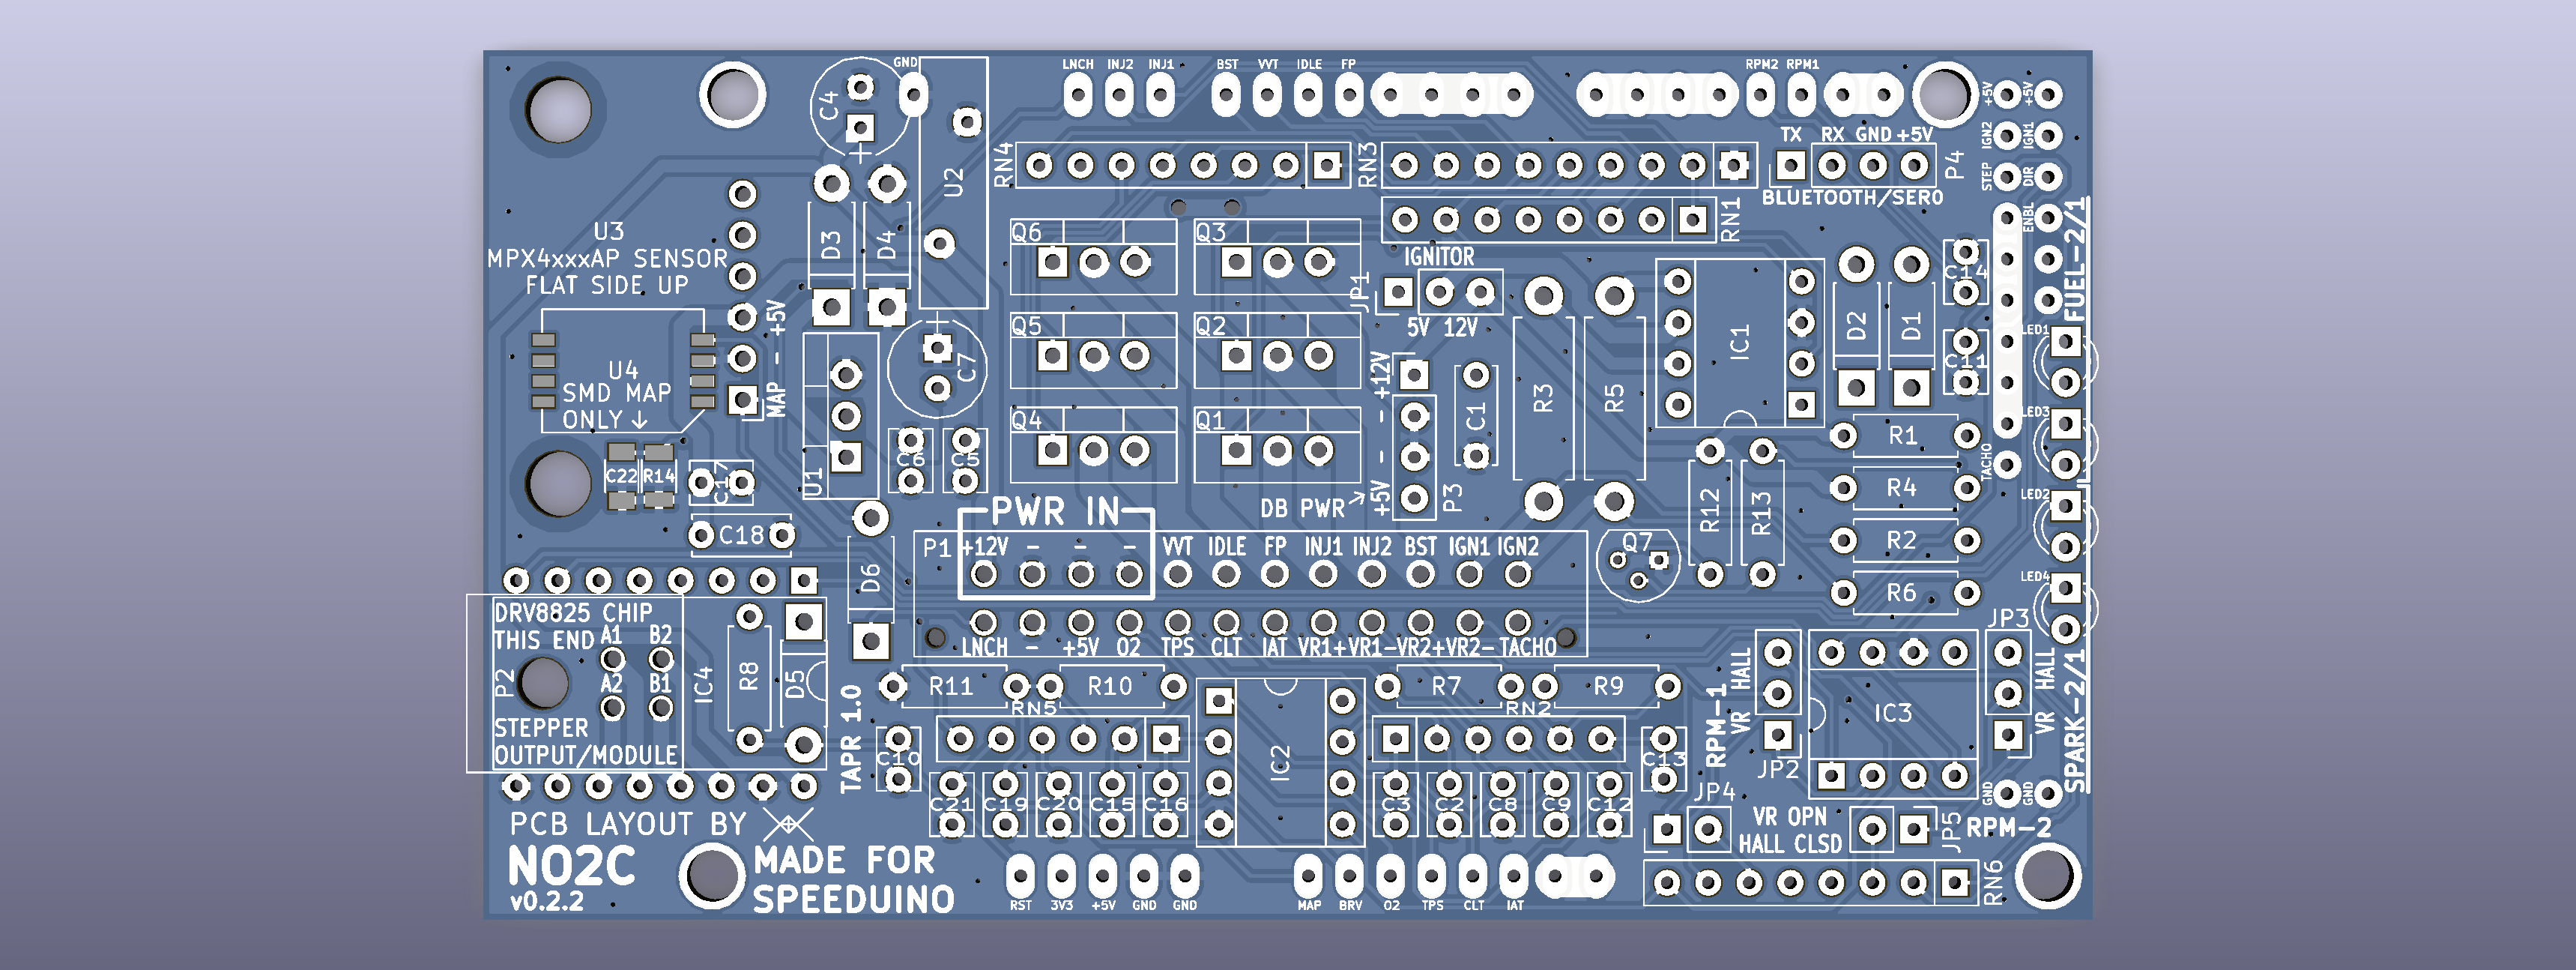 GND
LNCH INJ2 INJ1
BST VVT IDLE FP
RPM2 RPM1
+5V +5V
IGN2 IGN1
STEP DIR
ENBL
C4
U2
RN4
RN3
TX RX GND +5V
P4
BLUETOOTH/SER0
RN1
U3
MPX4xxxAP SENSOR
FLAT SIDE UP
D3
D4
Q6
Q3
IGNITOR
JP1
5V 12V
IC1
D2
D1
C14
FUEL-2/1
U4
SMD MAP
ONLY
MAP - +5V
C7
Q5
Q2
+5V - - +12V
C1
R3
R5
C11
LED1
Q4
Q1
U1
C6
C5
R1
LED3
TACHO
C22
R14
C17
C18
DB PWR
P3
R12
R13
R4
LED2
PWR IN
P1
+12V - - - VVT IDLE FP INJ1 INJ2 BST IGN1 IGN2
Q7
R2
D6
R6
LED4
LNCH - +5V O2 TPS CLT IAT VR1+ VR1- VR2+ VR2- TACHO
DRV8825 CHIP
THIS END
A1 B2
A2 B1
P2
STEPPER
OUTPUT/MODULE
IC4
R8
D5
TAPR 1.0
R11
R10
RN5
R7
R9
RN2
RPM-1
VR HALL
JP2
IC3
JP3
VR HALL
SPARK-2/1
IC2
C10
C13
C21
C19
C20
C15
C16
C3
C2
C8
C9
C12
JP4
VR OPN
HALL CLSD
JP5
GND GND
RPM-2
PCB LAYOUT BY
NO2C
v0.2.2
MADE FOR
SPEEDUINO
RST 3V3 +5V GND GND
MAP BRV O2 TPS CLT IAT
RN6